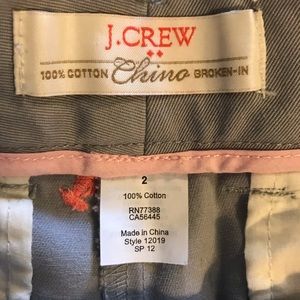 J.CREW
100% COTTON Chino BROKEN-IN
2
100% Cotton
RN77388
CA56445
Made in China
Style 12019
SP 12